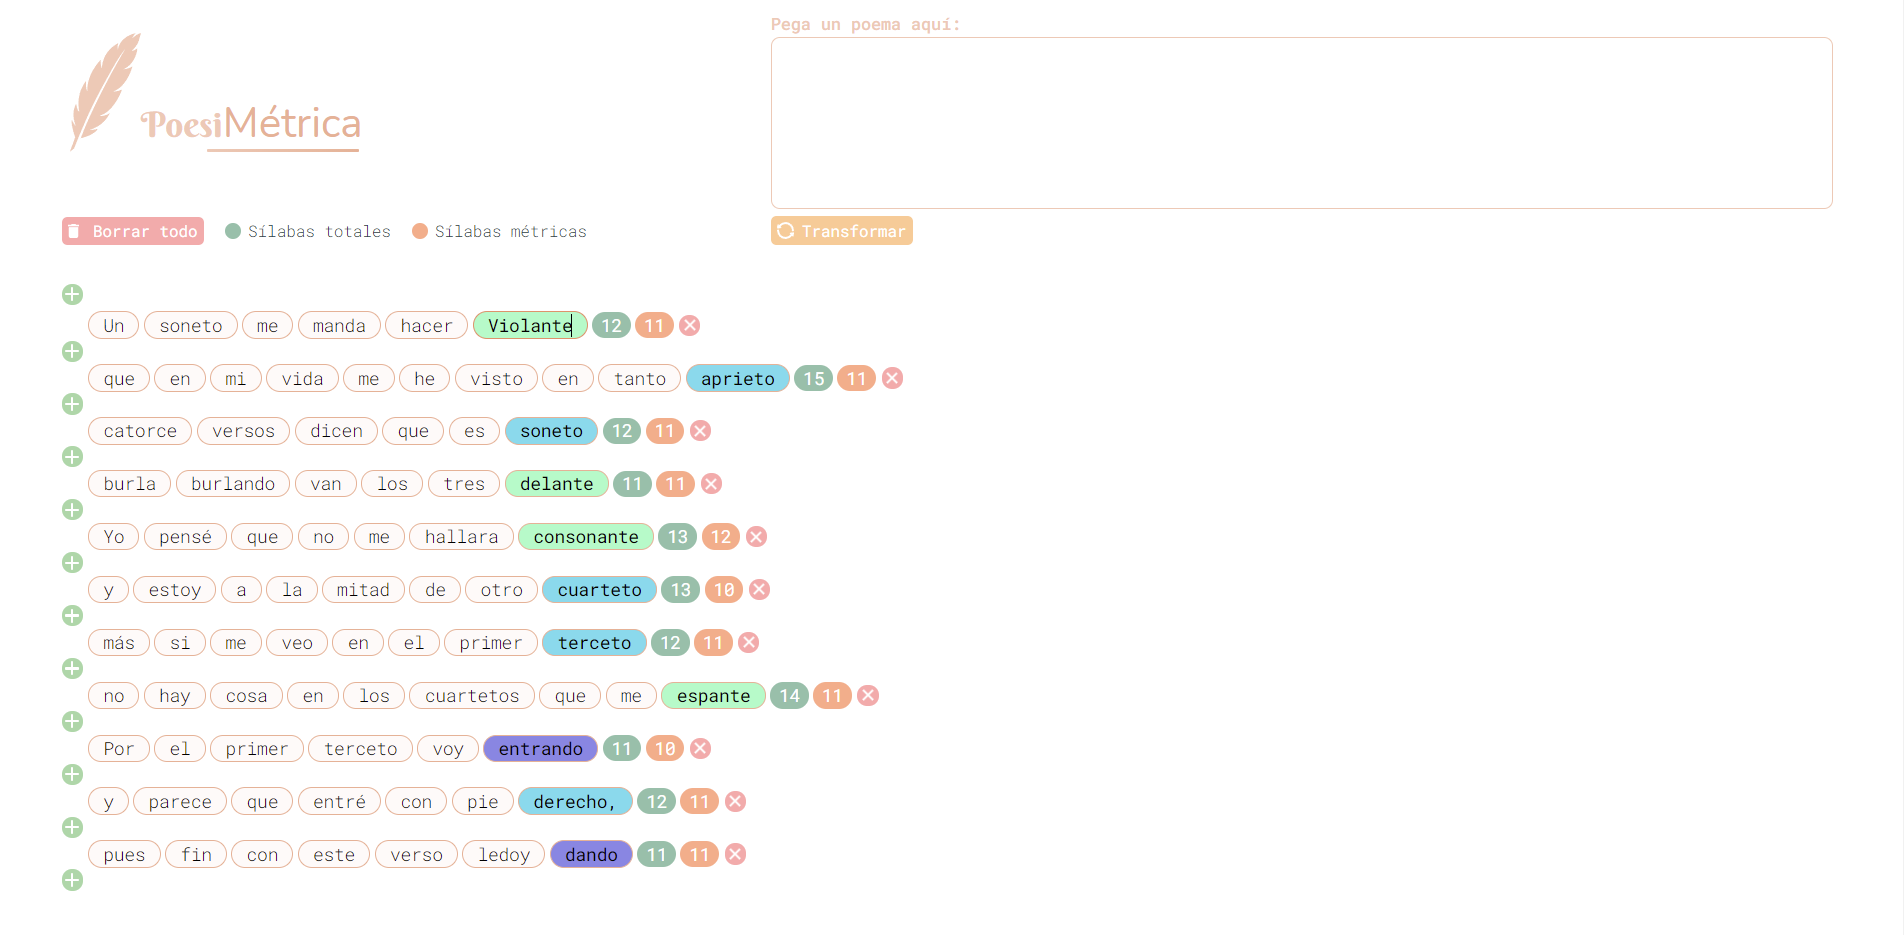 Pega un poema aquí:
PoesiMétrica
Borrar todo Sílabas totales Sílabas métricas
Transformar
Un soneto me manda hacer Violante 12 11
que en mi vida me he visto en tanto aprieto 15 11
catorce versos dicen que es soneto 12 11
burla burlando van los tres delante 11 11
Yo pensé que no me hallara consonante 13 12
y estoy a la mitad de otro cuarteto 13 10
más si me veo en el primer terceto 12 11
no hay cosa en los cuartetos que me espante 14 11
Por el primer terceto voy entrando 11 10
y parece que entré con pie derecho, 12 11
pues fin con este verso ledoy dando 11 11